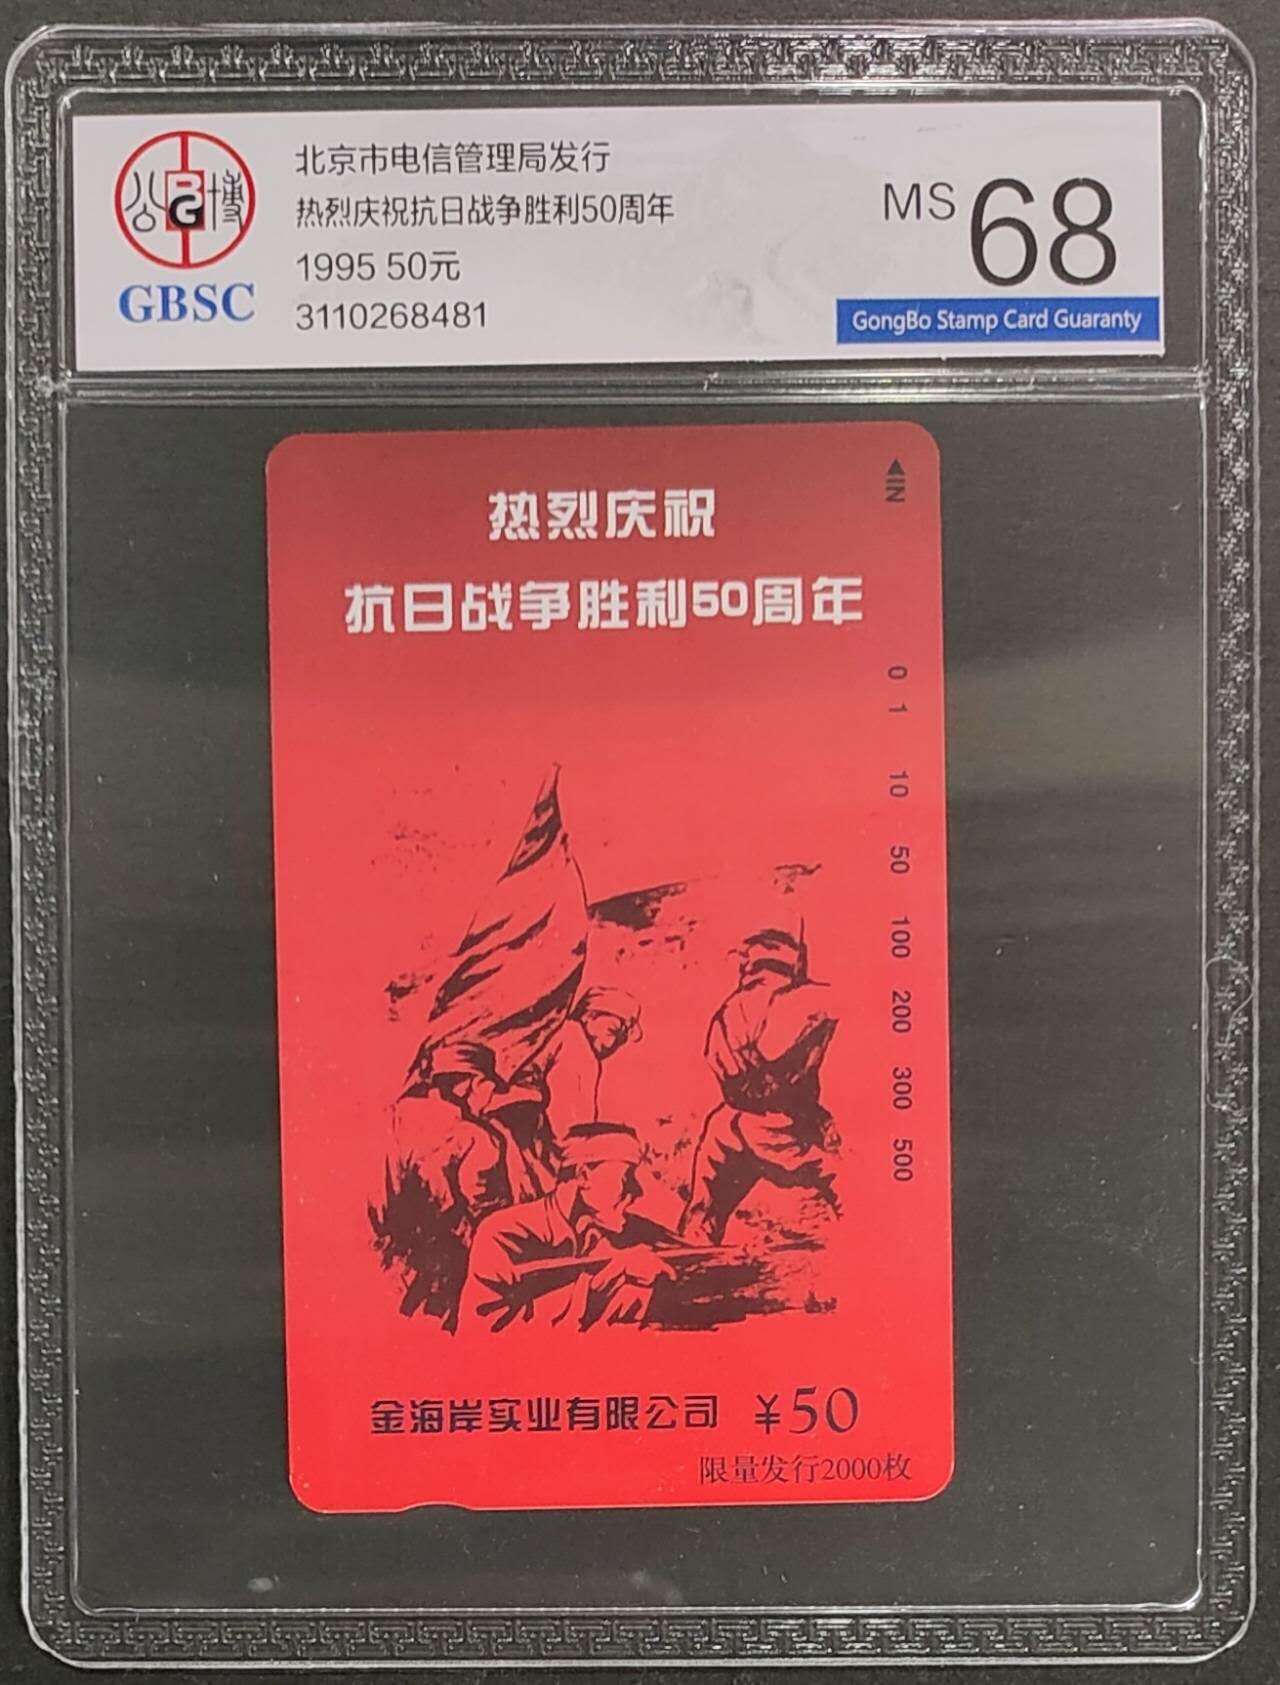 公博
BG
GBSC
北京市电信管理局发行
热烈庆祝抗日战争胜利50周年
1995 50元
3110268481
MS 68
GongBo Stamp Card Guaranty
◀IN
热烈庆祝
抗日战争胜利50周年
0
1
10
50
100
200
300
500
金海岸实业有限公司 ¥50
限量发行2000枚